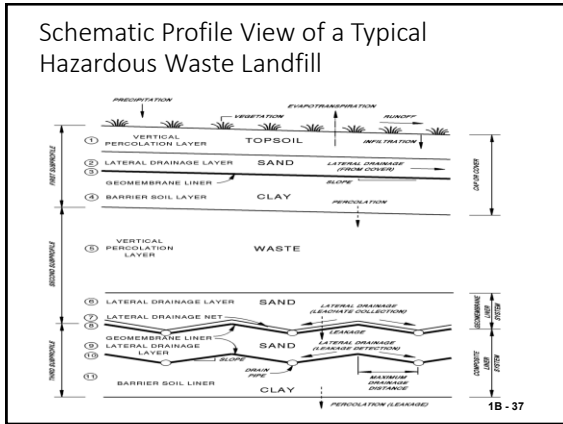 Schematic Profile View of a Typical
Hazardous Waste Landfill
PRECIPITATION
EVAPOTRANSPIRATION
VEGETATION
RUNOFF
1
VERTICAL
PERCOLATION LAYER
TOPSOIL
INFILTRATION
2
LATERAL DRAINAGE LAYER
SAND
LATERAL DRAINAGE
(FROM COVER)
3
GEOMEMBRANE LINER
SLOPE
4
BARRIER SOIL LAYER
CLAY
PERCOLATION
FIRST SUBPROFILE
CAP OR COVER
5
VERTICAL
PERCOLATION
LAYER
WASTE
SECOND SUBPROFILE
6
LATERAL DRAINAGE LAYER
SAND
LATERAL DRAINAGE
(LEACHATE COLLECTION)
7
LATERAL DRAINAGE NET
8
LEAKAGE
GEOMEMBRANE LINER
GEOMEMBRANE
LINER
SYSTEM
9
LATERAL DRAINAGE
LAYER
SAND
LATERAL DRAINAGE
(LEAKAGE DETECTION)
10
SLOPE
DRAIN
PIPE
MAXIMUM
DRAINAGE
DISTANCE
11
BARRIER SOIL LINER
CLAY
THIRD SUBPROFILE
COMPOSITE
LINER
SYSTEM
PERCOLATION (LEAKAGE)
1B - 37